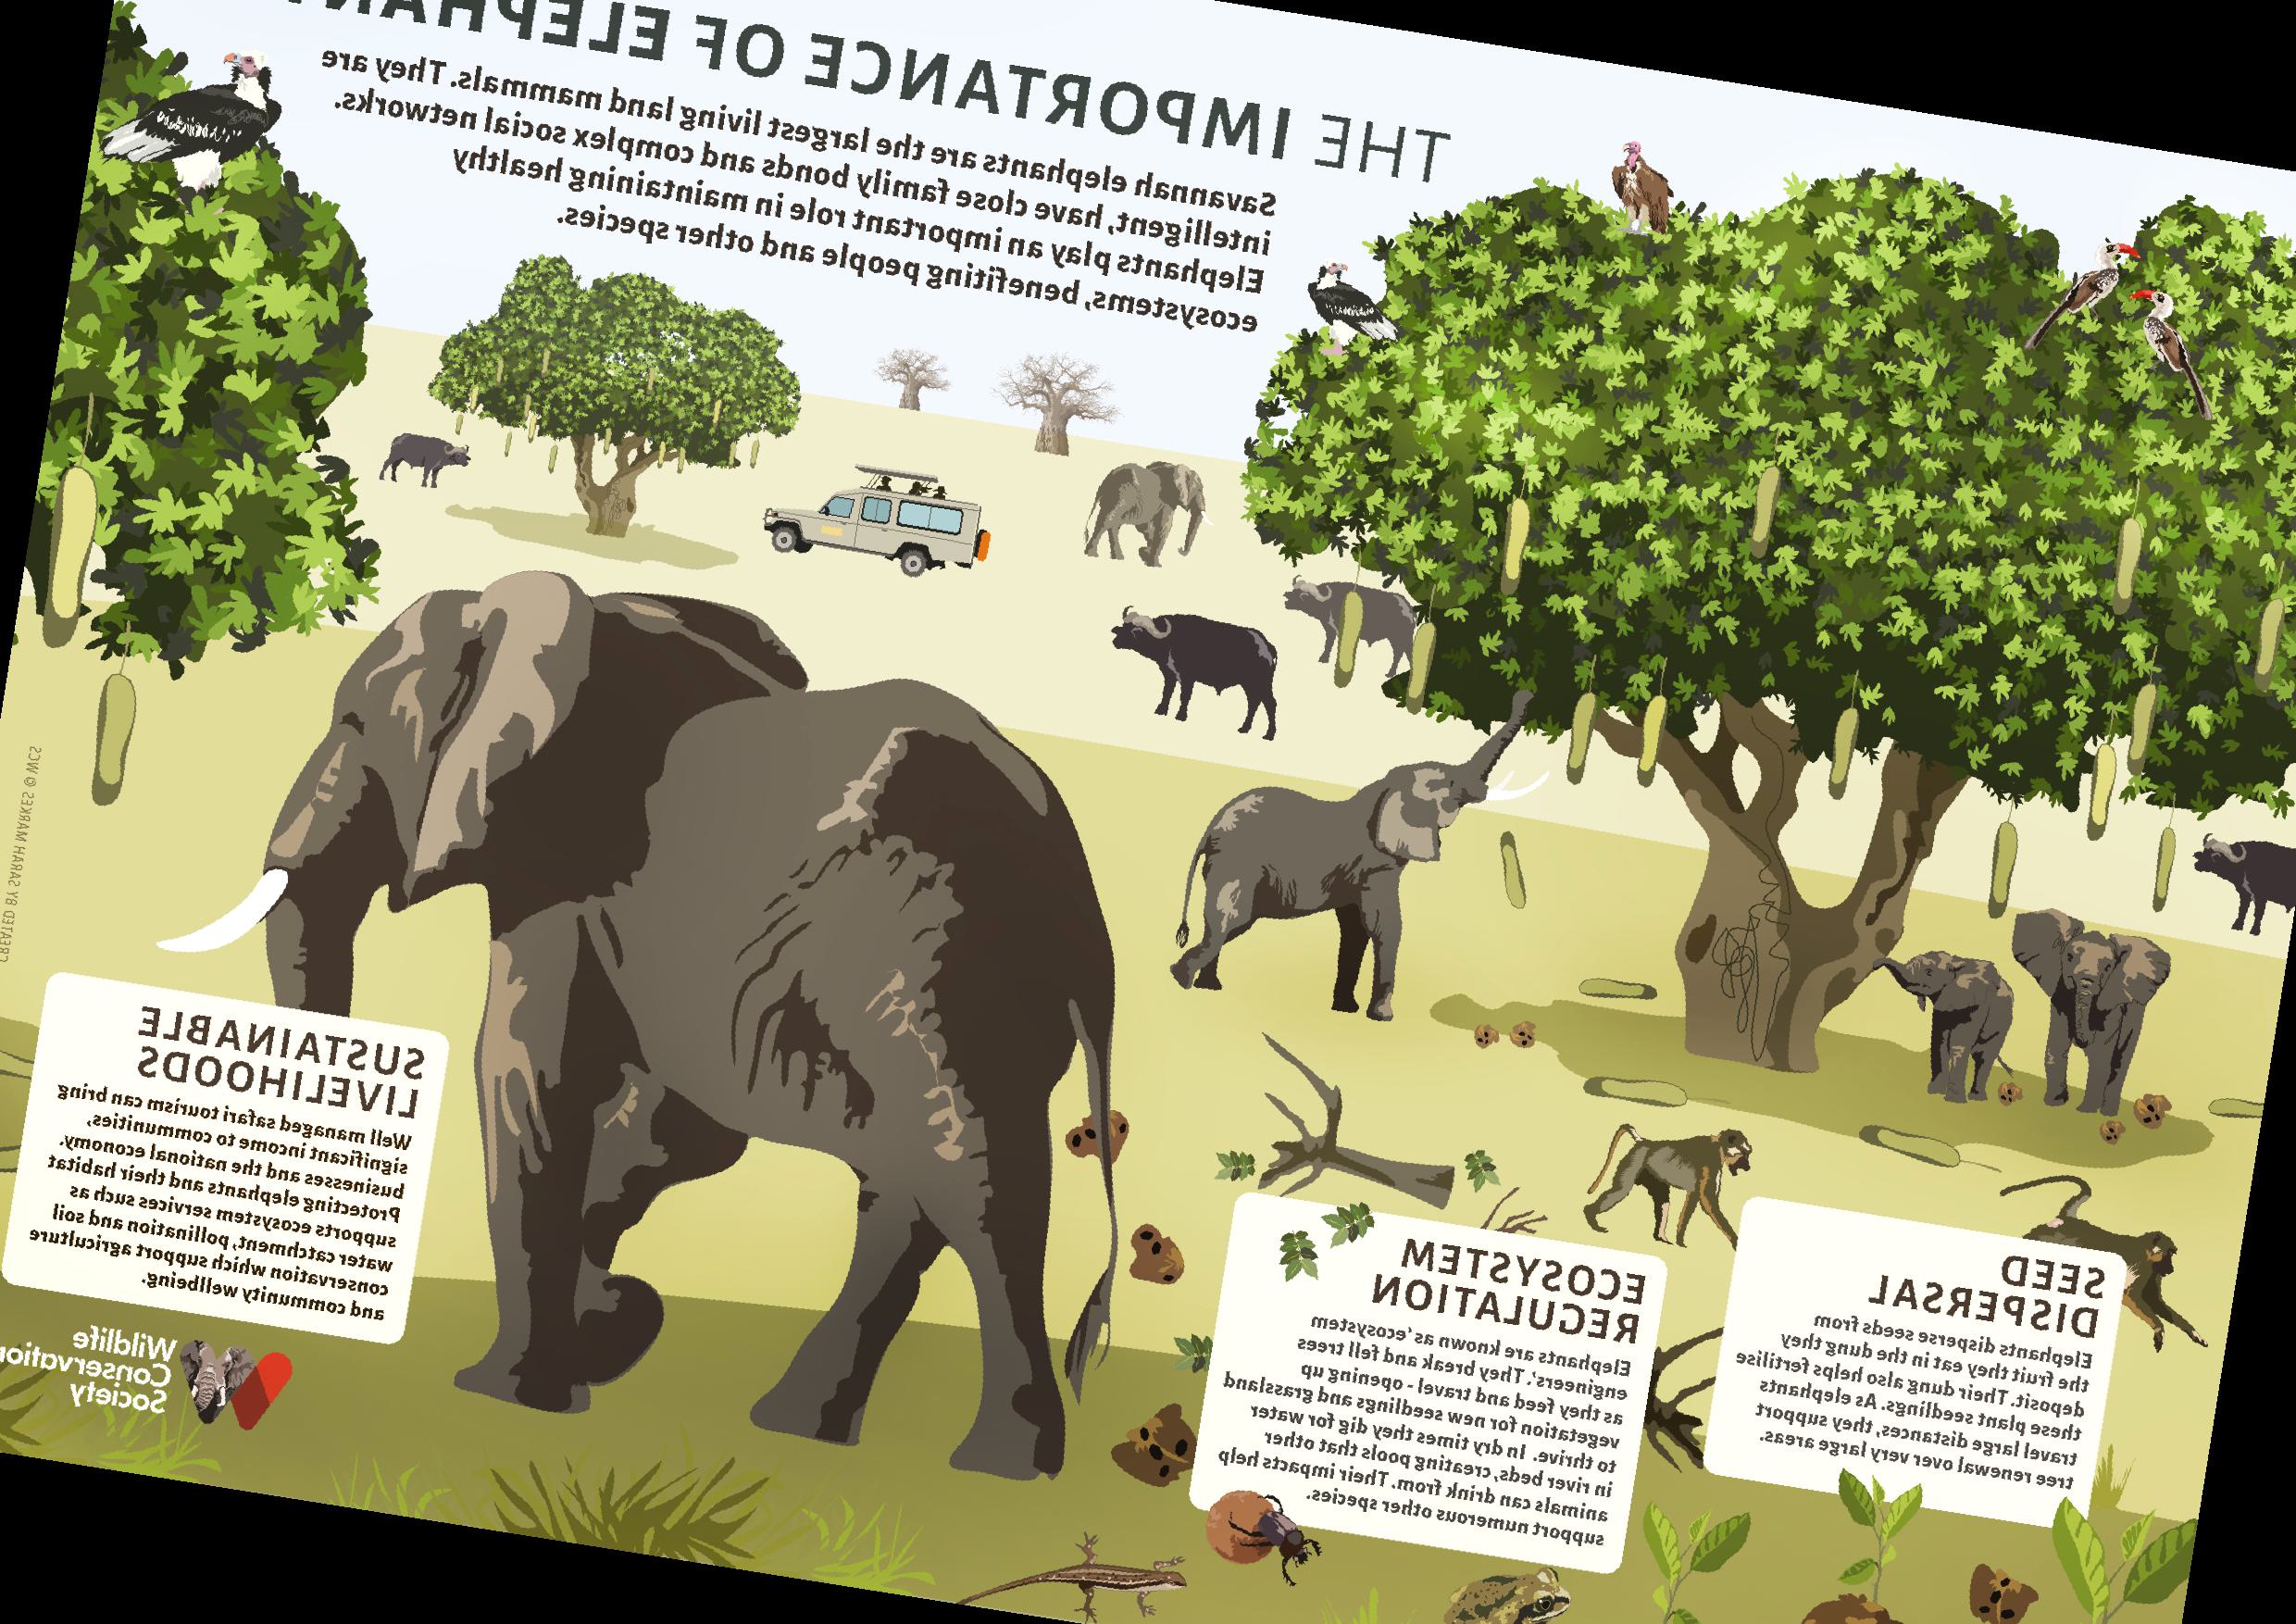 THE IMPORTANCE OF ELEPHANT
Savannah elephants are the largest living land mammals. They are
intelligent, have close family bonds and complex social networks.
Elephants play an important role in maintaining healthy
ecosystems, benefiting people and other species.
SEED
DISPERSAL
Elephants disperse seeds from
the fruit they eat in the dung they
deposit. Their dung also helps fertilise
these plant seedlings. As elephants
travel large distances, they support
tree renewal over very large areas.
ECOSYSTEM
REGULATION
Elephants are known as 'ecosystem
engineers'. They break and fell trees
as they feed and travel - opening up
vegetation for new seedlings and grassland
to thrive. In dry times they dig for water
in river beds, creating pools that other
animals can drink from. Their impacts help
support numerous other species.
SUSTAINABLE
LIVELIHOODS
Well managed safari tourism can bring
significant income to communities,
businesses and the national economy.
Protecting elephants and their habitat
supports ecosystem services such as
water catchment, pollination and soil
conservation which support agriculture
and community wellbeing.
Wildlife
Conservation
Society
CREATED BY SARAH MARKES © WCS